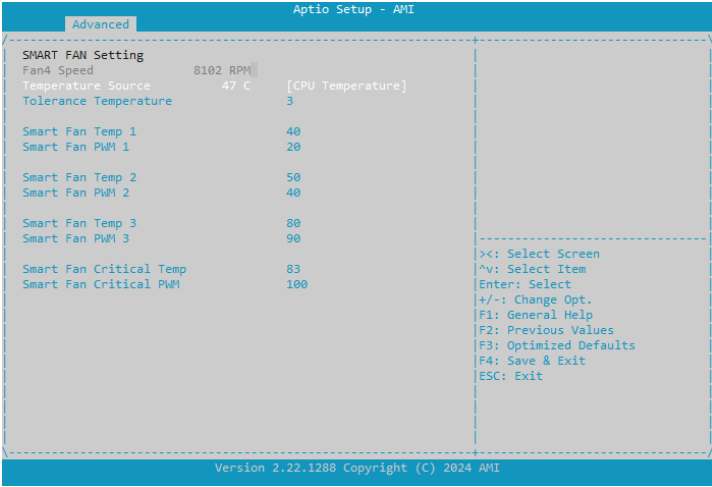 Aptio Setup - AMI
Advanced
SMART FAN Setting
Fan4 Speed 8102 RPM
Temperature Source 47 C [CPU Temperature]
Tolerance Temperature 3
Smart Fan Temp 1 40
Smart Fan PWM 1 20
Smart Fan Temp 2 50
Smart Fan PWM 2 40
Smart Fan Temp 3 80
Smart Fan PWM 3 90
Smart Fan Critical Temp 83
Smart Fan Critical PWM 100
><: Select Screen
^v: Select Item
Enter: Select
+/-: Change Opt.
F1: General Help
F2: Previous Values
F3: Optimized Defaults
F4: Save & Exit
ESC: Exit
Version 2.22.1288 Copyright (C) 2024 AMI